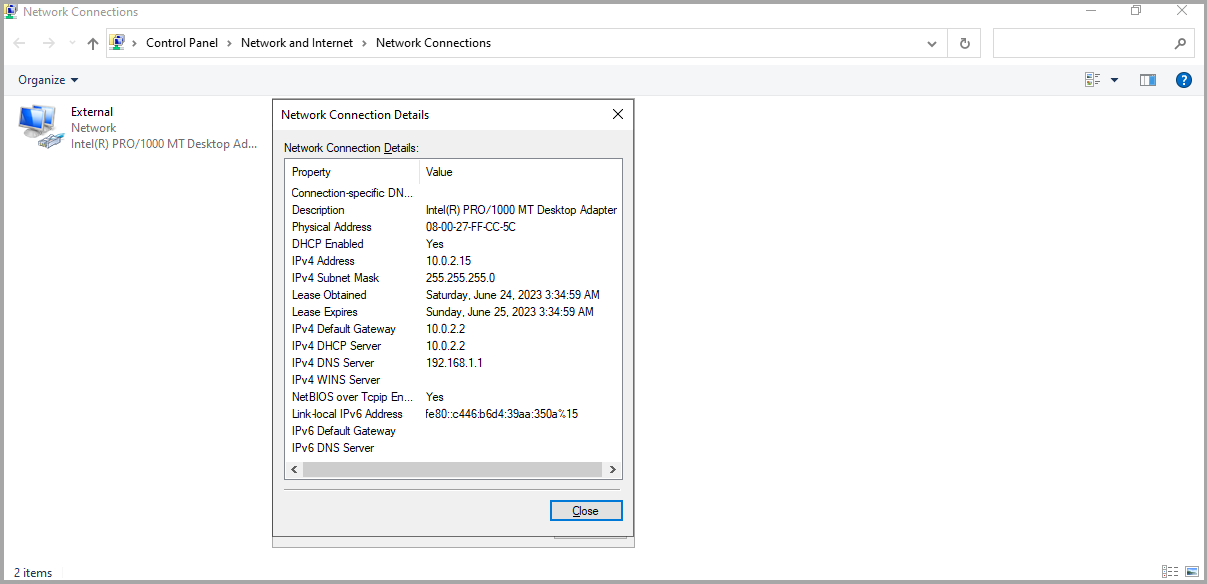 Network Connections
Control Panel > Network and Internet > Network Connections
Organize
External
Network
Intel(R) PRO/1000 MT Desktop Ad...
Network Connection Details
Network Connection Details:
Property Value
Connection-specific DN...
Description Intel(R) PRO/1000 MT Desktop Adapter
Physical Address 08-00-27-FF-CC-5C
DHCP Enabled Yes
IPv4 Address 10.0.2.15
IPv4 Subnet Mask 255.255.255.0
Lease Obtained Saturday, June 24, 2023 3:34:59 AM
Lease Expires Sunday, June 25, 2023 3:34:59 AM
IPv4 Default Gateway 10.0.2.2
IPv4 DHCP Server 10.0.2.2
IPv4 DNS Server 192.168.1.1
IPv4 WINS Server
NetBIOS over Tcpip En... Yes
Link-local IPv6 Address fe80::c446:b6d4:39aa:350a%15
IPv6 Default Gateway
IPv6 DNS Server
Close
2 items